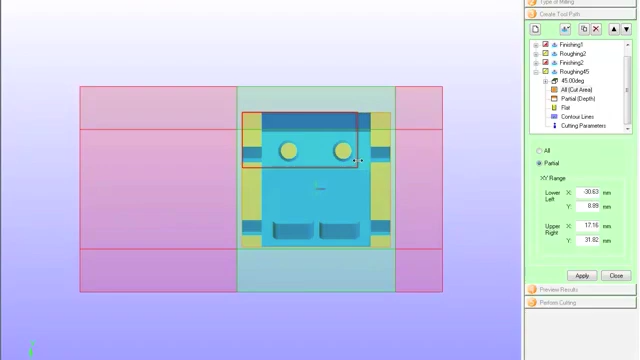 Type of Milling
Create Tool Path
Finishing1
Roughing2
Finishing2
Roughing45
45.00deg
All (Cut Area)
Partial (Depth)
Flat
Contour Lines
Cutting Parameters
All
Partial
XY Range
Lower Left X: -30.63 mm
Y: 8.89 mm
Upper Right X: 17.16 mm
Y: 31.82 mm
Apply Close
Preview Results
Perform Cutting